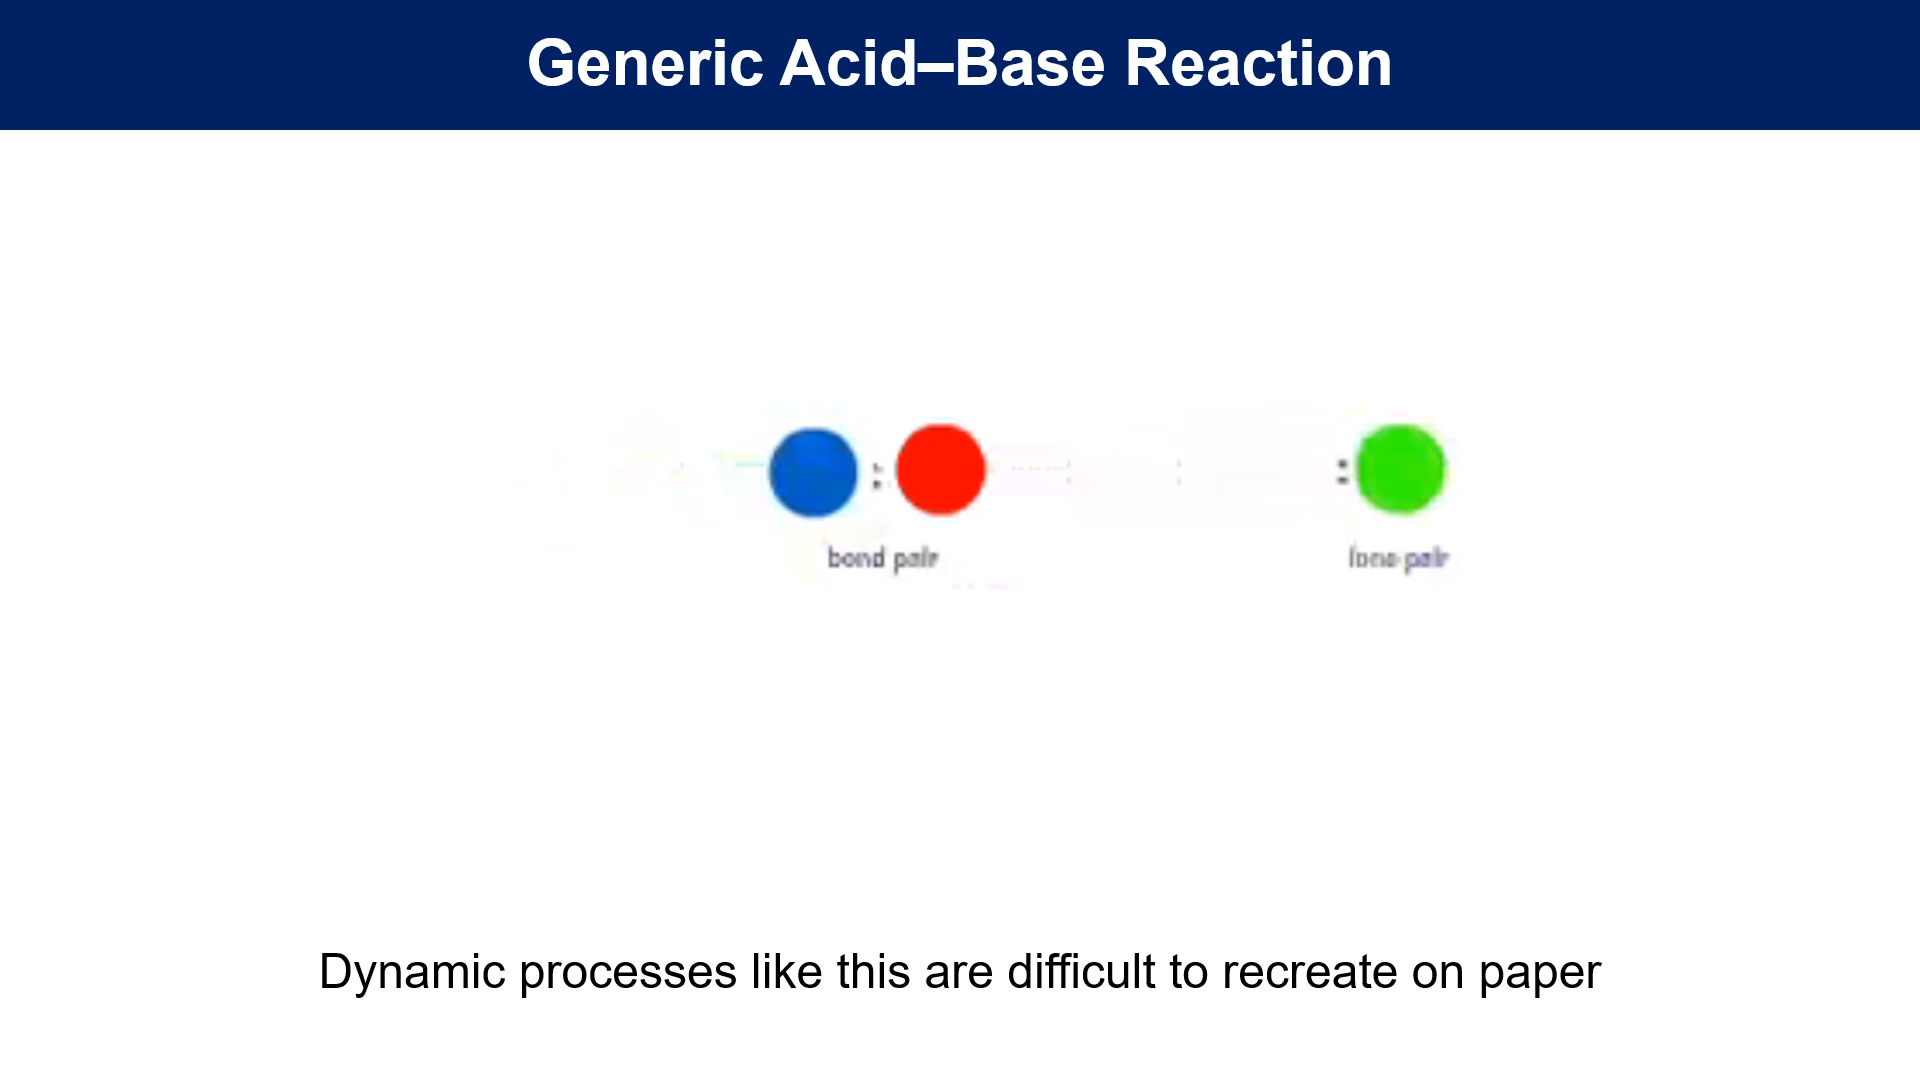 Generic Acid–Base Reaction
bond pair
lone pair
Dynamic processes like this are difficult to recreate on paper